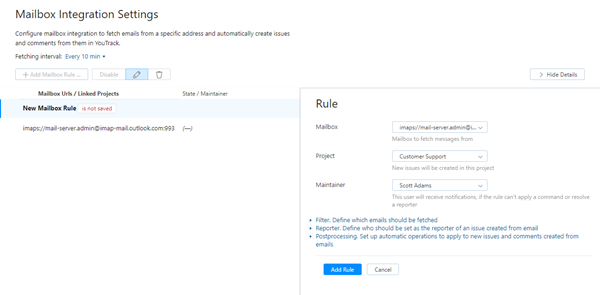 Mailbox Integration Settings
Configure mailbox integration to fetch emails from a specific address and automatically create issues
and comments from them in YouTrack.
Fetching interval: Every 10 min
+ Add Mailbox Rule ...
Disable
Hide Details
Mailbox Urls / Linked Projects
State / Maintainer
New Mailbox Rule is not saved
imaps://mail-server.admin@imap-mail.outlook.com:993
(—)
Rule
Mailbox
imaps://mail-server.admin@i...
Mailbox to fetch messages from
Project
Customer Support
New issues will be created in this project
Maintainer
Scott Adams
This user will receive notifications, if the rule can't apply a command or resolve
a reporter
Filter. Define which emails should be fetched
Reporter. Define who should be set as the reporter of an issue created from email
Postprocessing. Set up automatic operations to apply to new issues and comments created from
emails
Add Rule
Cancel